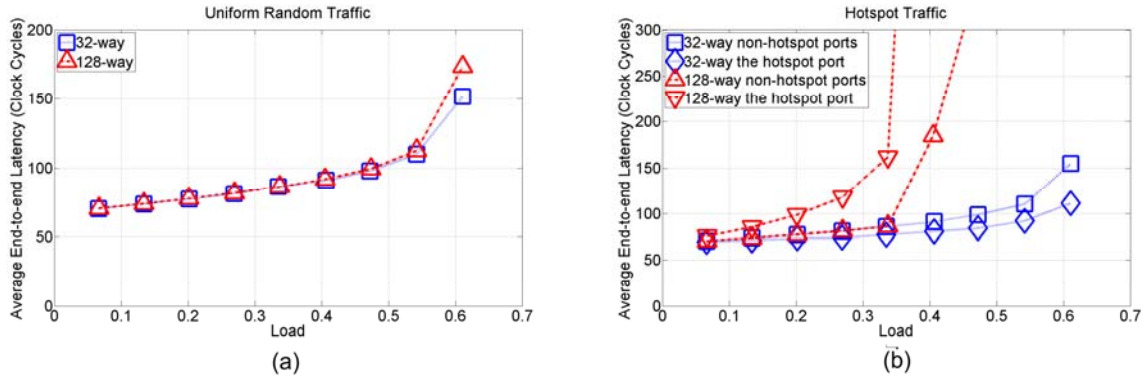 Uniform Random Traffic
200
150
100
50
0
0
0.1
0.2
0.3
0.4
0.5
0.6
0.7
Average End-to-end Latency (Clock Cycles)
Load
32-way
128-way
(a)
Hotspot Traffic
300
250
200
150
100
50
0
0
0.1
0.2
0.3
0.4
0.5
0.6
0.7
Average End-to-end Latency (Clock Cycles)
Load
32-way non-hotspot ports
32-way the hotspot port
128-way non-hotspot ports
128-way the hotspot port
(b)